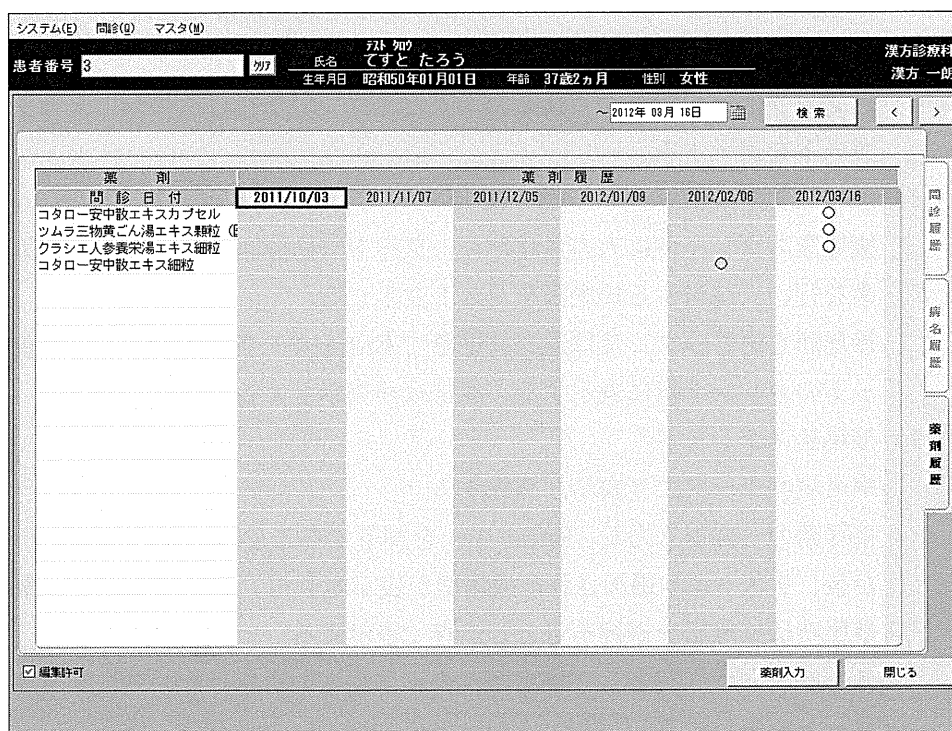 システム(E) 問診(Q) マスタ(M)
患者番号 3 ｸﾘｱ
ﾃｽﾄ ﾀﾛｳ
氏名 てすと たろう
生年月日 昭和50年01月01日 年齢 37歳2ヵ月 性別 女性
漢方診療科
漢方 一郎
～2012年 03月 16日 検索 < >
薬 剤 薬 剤 履 歴
問 診 日 付 2011/10/03 2011/11/07 2011/12/05 2012/01/09 2012/02/06 2012/03/16
コタロー安中散エキスカプセル ○
ツムラ三物黄ごん湯エキス顆粒 ○
クラシエ人参養栄湯エキス細粒 ○
コタロー安中散エキス細粒 ○
問診履歴
病名履歴
薬剤履歴
編集許可 薬剤入力 閉じる